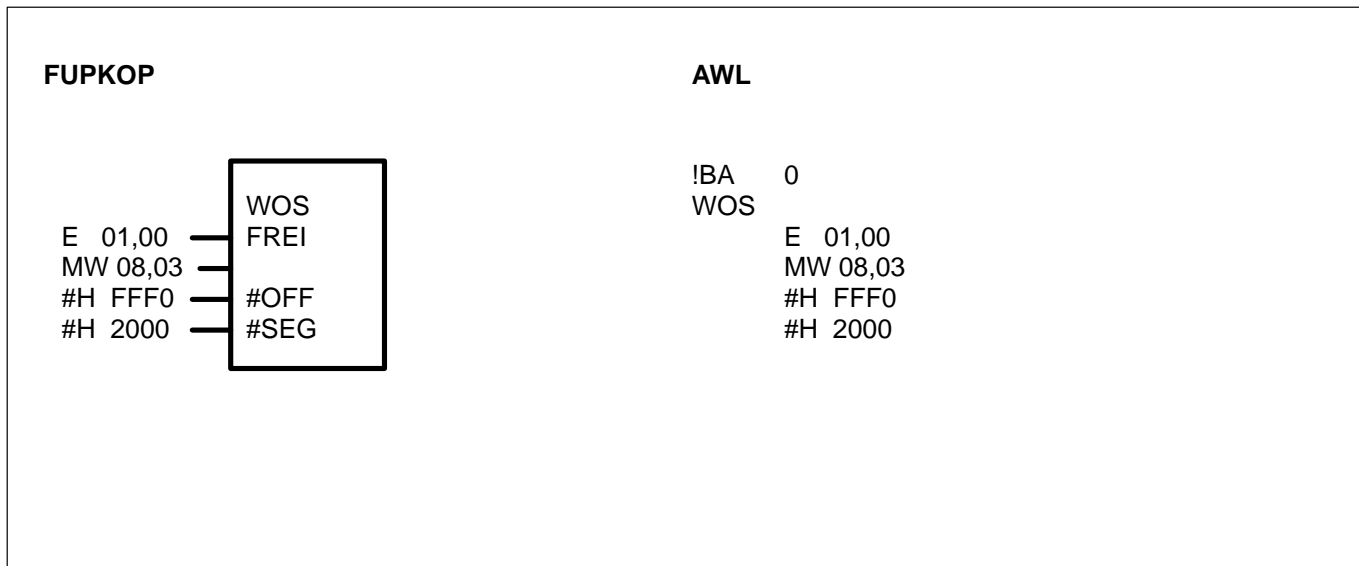 FUPKOP
WOS
E 01,00 FREI
MW 08,03
#H FFF0 #OFF
#H 2000 #SEG
AWL
!BA 0
WOS
E 01,00
MW 08,03
#H FFF0
#H 2000